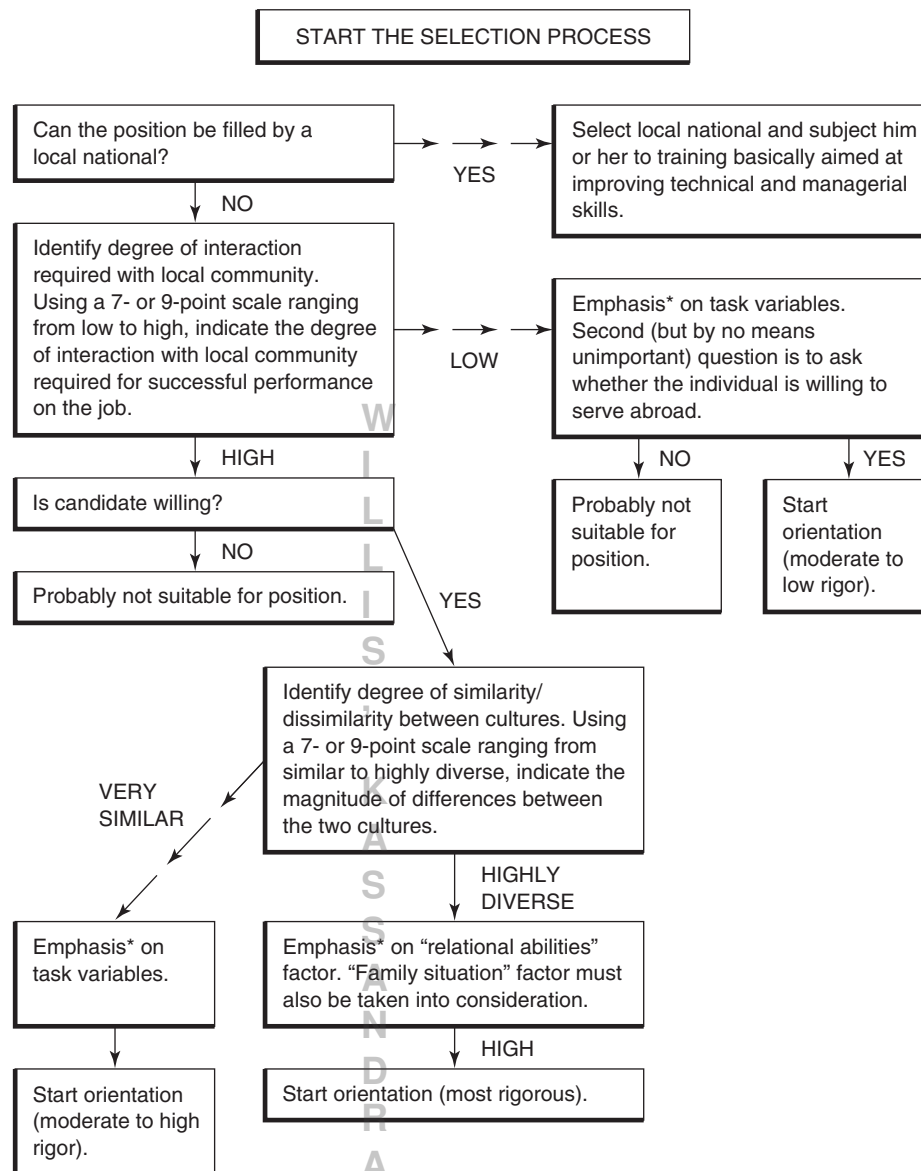 START THE SELECTION PROCESS
Can the position be filled by a
local national?
YES
Select local national and subject him
or her to training basically aimed at
improving technical and managerial
skills.
NO
Identify degree of interaction
required with local community.
Using a 7- or 9-point scale ranging
from low to high, indicate the degree
of interaction with local community
required for successful performance
on the job.
LOW
Emphasis* on task variables.
Second (but by no means
unimportant) question is to ask
whether the individual is willing to
serve abroad.
HIGH
NO
YES
Is candidate willing?
Probably not
suitable for
position.
Start
orientation
(moderate to
low rigor).
NO
Probably not suitable for position.
YES
Identify degree of similarity/
dissimilarity between cultures. Using
a 7- or 9-point scale ranging from
similar to highly diverse, indicate the
magnitude of differences between
the two cultures.
VERY
SIMILAR
HIGHLY
DIVERSE
Emphasis* on
task variables.
Emphasis* on “relational abilities”
factor. “Family situation” factor must
also be taken into consideration.
HIGH
Start orientation
(moderate to high
rigor).
Start orientation (most rigorous).
WILLIS, KASSANDRA